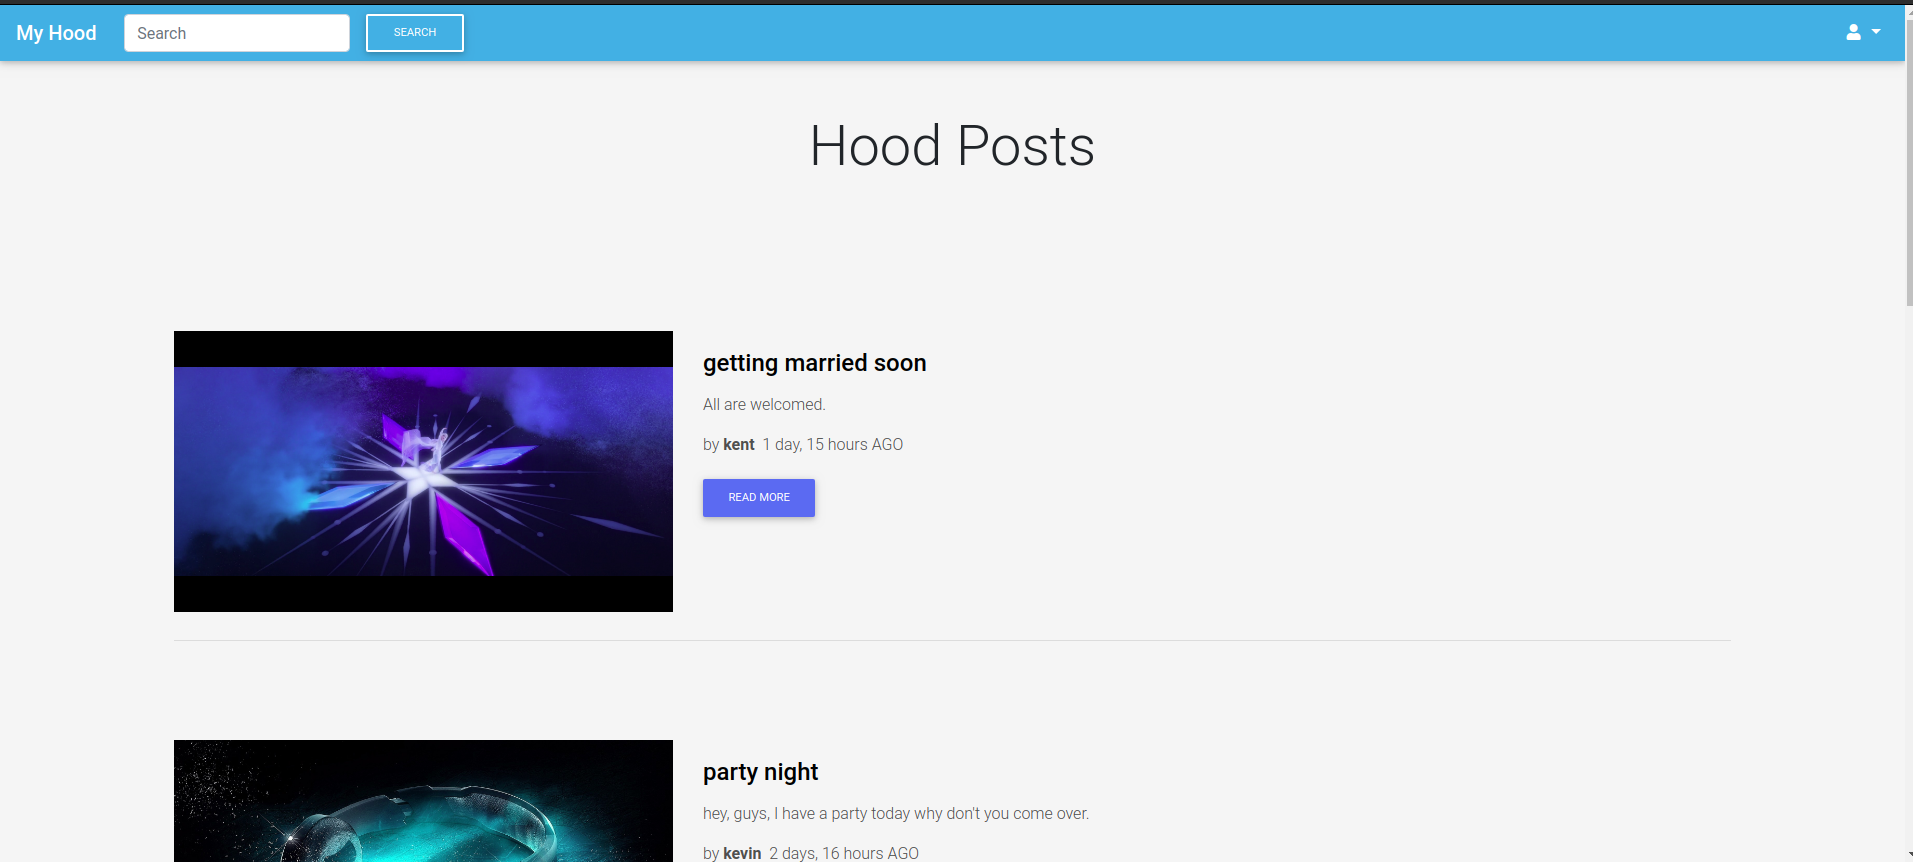 My Hood
Search
SEARCH
Hood Posts
getting married soon
All are welcomed.
by kent 1 day, 15 hours AGO
READ MORE
party night
hey, guys, I have a party today why don't you come over.
by kevin 2 days, 16 hours AGO